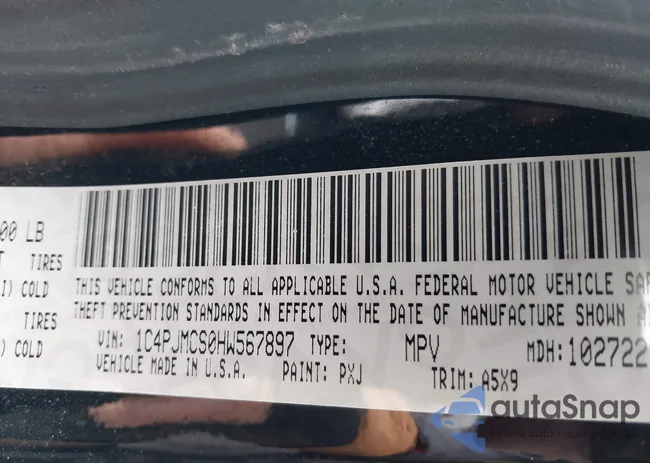 00 LB
TIRES
I) COLD
TIRES
) COLD
THIS VEHICLE CONFORMS TO ALL APPLICABLE U.S.A. FEDERAL MOTOR VEHICLE SAF
THEFT PREVENTION STANDARDS IN EFFECT ON THE DATE OF MANUFACTURE SHOWN A
VIN: 1C4PJMCS0HW567897 TYPE: MPV MDH: 102722
VEHICLE MADE IN U.S.A. PAINT: PXJ TRIM: A5X9
autaSnap